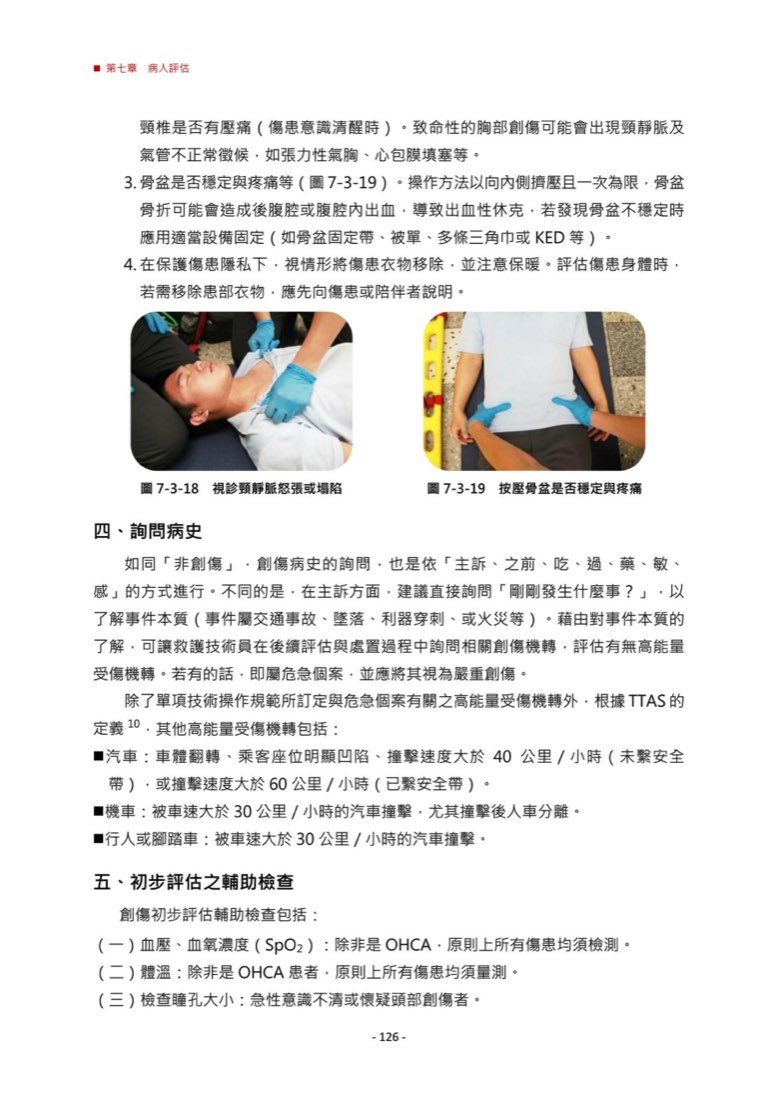 ■ 第七章 病人評估
頸椎是否有壓痛（傷患意識清醒時）。致命性的胸部創傷可能會出現頸靜脈及
氣管不正常徵候，如張力性氣胸、心包膜填塞等。
3. 骨盆是否穩定與疼痛等（圖 7-3-19）。操作方法以向內側擠壓且一次為限，骨盆
骨折可能會造成後腹腔或腹腔內出血，導致出血性休克，若發現骨盆不穩定時
應用適當設備固定（如骨盆固定帶、被單、多條三角巾或 KED 等）。
4. 在保護傷患隱私下，視情形將傷患衣物移除，並注意保暖。評估傷患身體時，
若需移除患部衣物，應先向傷患或陪伴者說明。
圖 7-3-18 視診頸靜脈怒張或塌陷
圖 7-3-19 按壓骨盆是否穩定與疼痛
四、詢問病史
如同「非創傷」，創傷病史的詢問，也是依「主訴、之前、吃、過、藥、敏、
感」的方式進行。不同的是，在主訴方面，建議直接詢問「剛剛發生什麼事？」，以
了解事件本質（事件屬交通事故、墜落、利器穿刺、或火災等）。藉由對事件本質的
了解，可讓救護技術員在後續評估與處置過程中詢問相關創傷機轉，評估有無高能量
受傷機轉。若有的話，即屬危急個案，並應將其視為嚴重創傷。
除了單項技術操作規範所訂定與危急個案有關之高能量受傷機轉外，根據 TTAS 的
定義 10，其他高能量受傷機轉包括：
■汽車：車體翻轉、乘客座位明顯凹陷、撞擊速度大於 40 公里 / 小時（未繫安全
帶），或撞擊速度大於 60 公里 / 小時（已繫安全帶）。
■機車：被車速大於 30 公里 / 小時的汽車撞擊，尤其撞擊後人車分離。
■行人或腳踏車：被車速大於 30 公里 / 小時的汽車撞擊。
五、初步評估之輔助檢查
創傷初步評估輔助檢查包括：
（一）血壓、血氧濃度（SpO₂）：除非是 OHCA，原則上所有傷患均須檢測。
（二）體溫：除非是 OHCA 患者，原則上所有傷患均須量測。
（三）檢查瞳孔大小：急性意識不清或懷疑頭部創傷者。
- 126 -